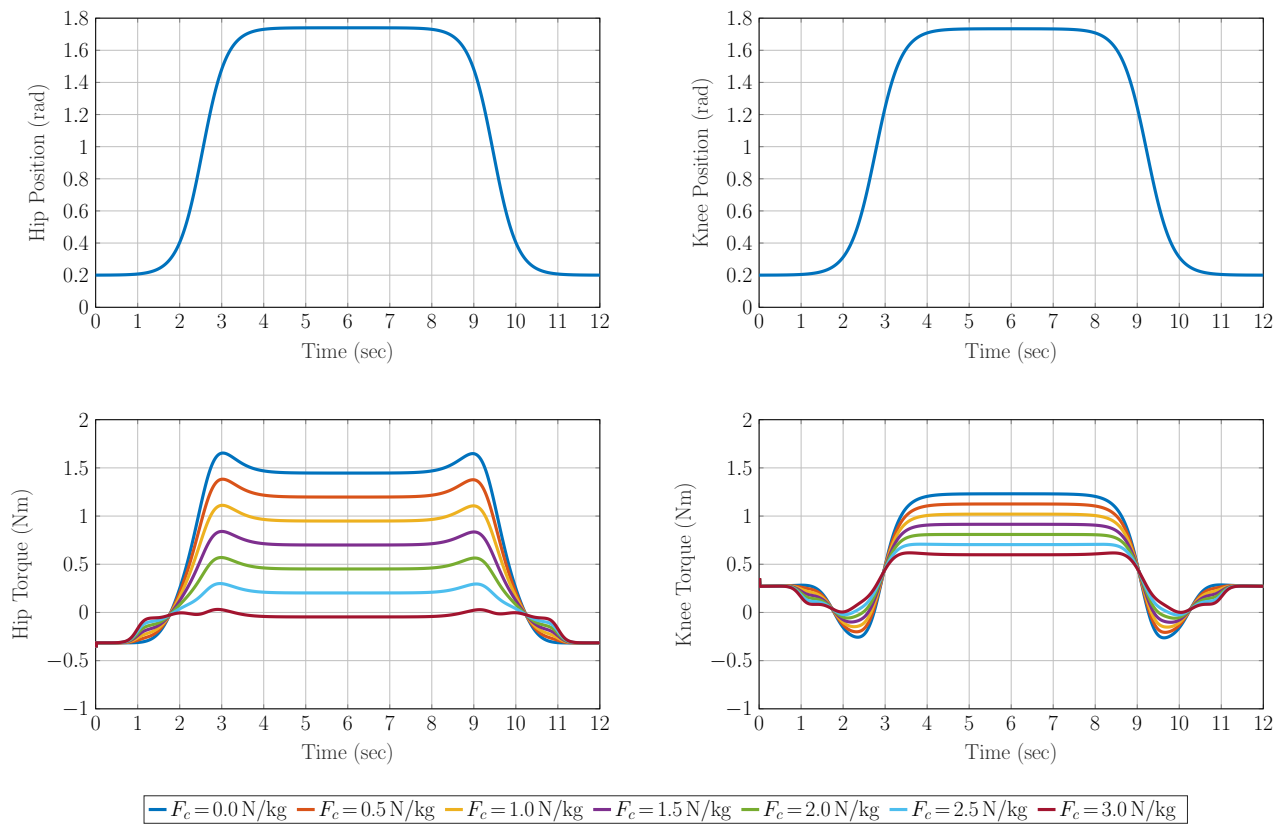 1.8
1.6
1.4
1.2
1
0.8
0.6
0.4
0.2
0
Hip Position (rad)
0 1 2 3 4 5 6 7 8 9 10 11 12
Time (sec)
1.8
1.6
1.4
1.2
1
0.8
0.6
0.4
0.2
0
Knee Position (rad)
0 1 2 3 4 5 6 7 8 9 10 11 12
Time (sec)
2
1.5
1
0.5
0
−0.5
−1
Hip Torque ((Nm)
0 1 2 3 4 5 6 7 8 9 10 11 12
Time (sec)
2
1.5
1
0.5
0
−0.5
−1
Knee Torque (Nm)
0 1 2 3 4 5 6 7 8 9 10 11 12
Time (sec)
F_c = 0.0 N/kg F_c = 0.5 N/kg F_c = 1.0 N/kg F_c = 1.5 N/kg F_c = 2.0 N/kg F_c = 2.5 N/kg F_c = 3.0 N/kg